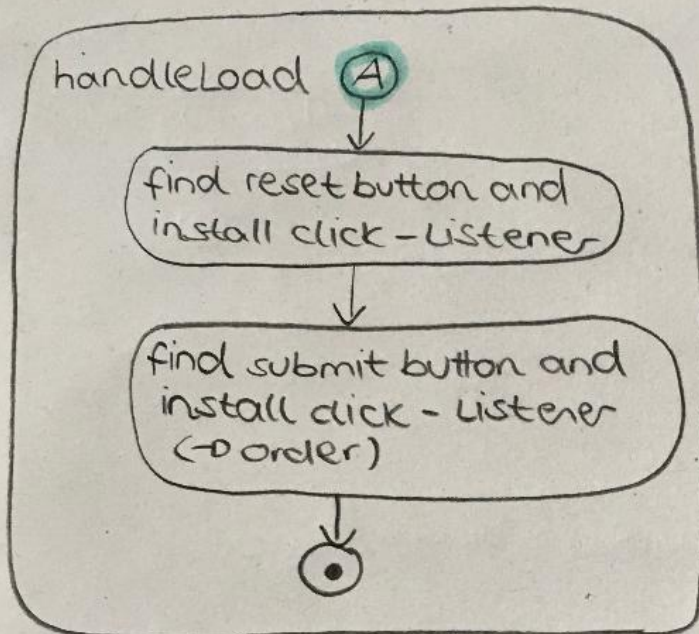 handleLoad A
find reset button and
install click-Listener
find submit button and
install click-Listener
(→ order)